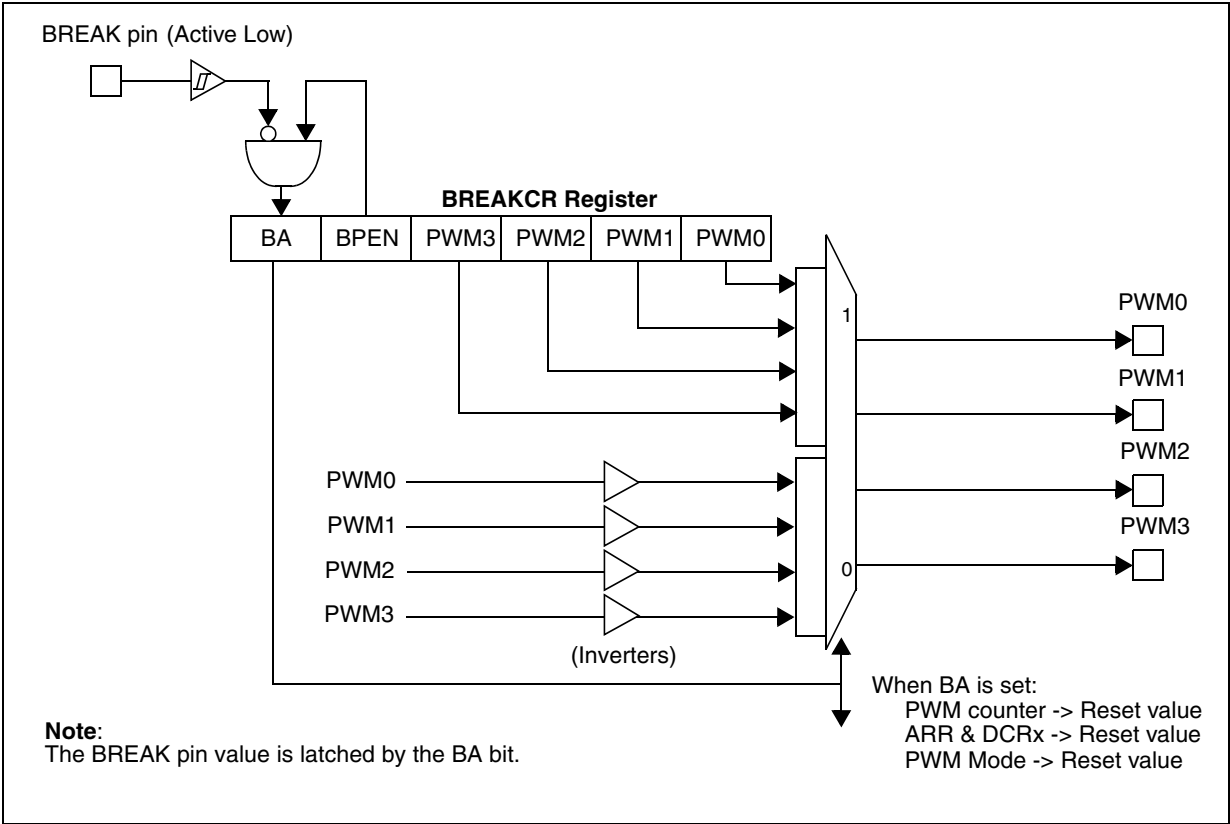 BREAK pin (Active Low)
BREAKCR Register
BA BPEN PWM3 PWM2 PWM1 PWM0
1
PWM0
PWM1
PWM2
PWM3
PWM0
PWM1
PWM2
PWM3
0
(Inverters)
When BA is set:
PWM counter -> Reset value
ARR & DCRx -> Reset value
PWM Mode -> Reset value
Note:
The BREAK pin value is latched by the BA bit.